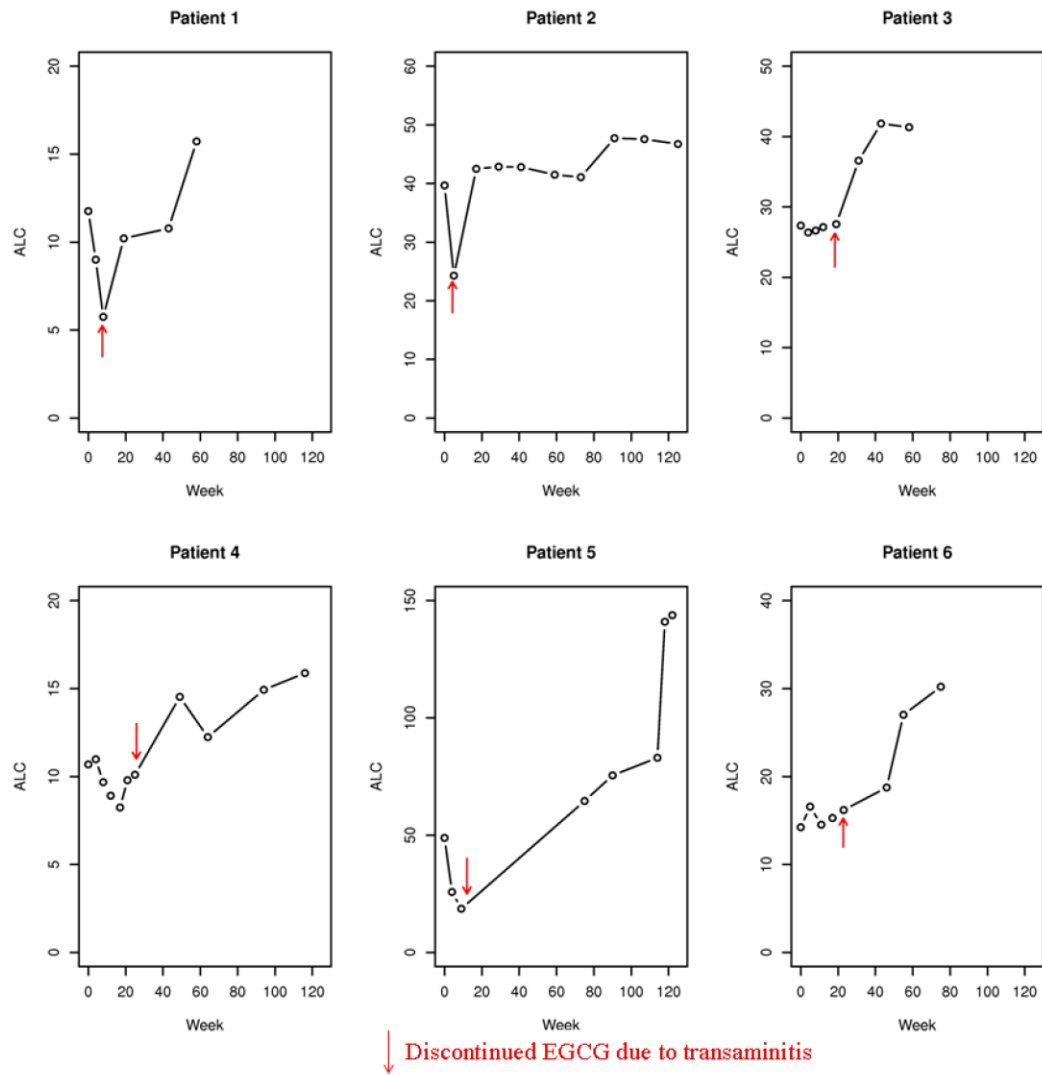 Patient 1
Patient 2
Patient 3
20
15
10
5
0
ALC
0 20 40 60 80 100 120
Week
60
50
40
30
20
10
0
ALC
0 20 40 60 80 100 120
Week
50
40
30
20
10
0
ALC
0 20 40 60 80 100 120
Week
Patient 4
Patient 5
Patient 6
20
15
10
5
0
ALC
0 20 40 60 80 100 120
Week
150
100
50
0
ALC
0 20 40 60 80 100 120
Week
40
30
20
10
0
ALC
0 20 40 60 80 100 120
Week
Discontinued EGCG due to transaminitis